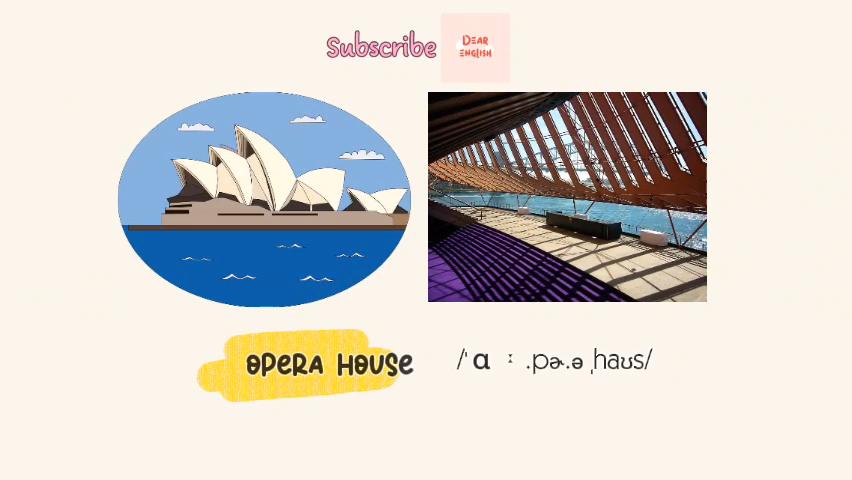 Subscribe
DEAR
ENGLISH
OPERA HOUSE
/ˈɑː.pɚ.ə ˌhaʊs/